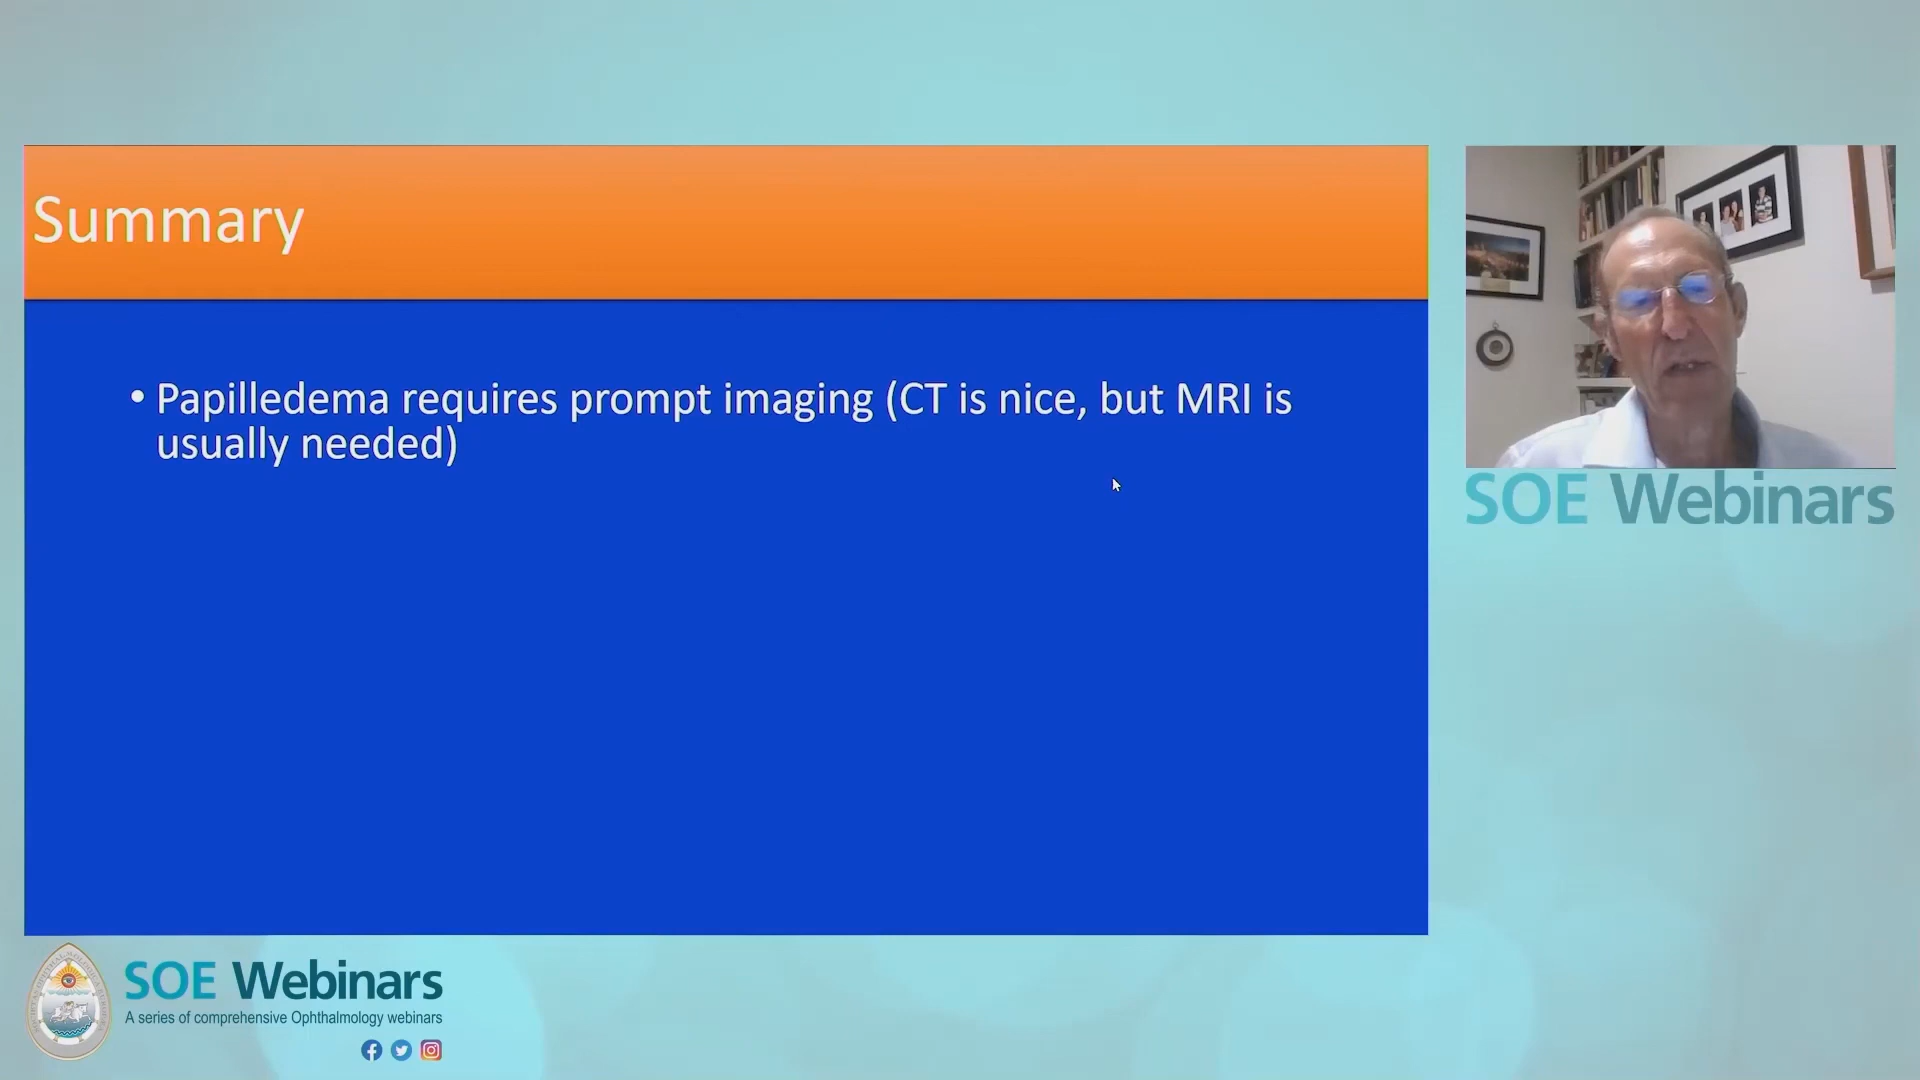 Summary
• Papilledema requires prompt imaging (CT is nice, but MRI is
usually needed)
SOE Webinars
SOE Webinars
A series of comprehensive Ophthalmology webinars